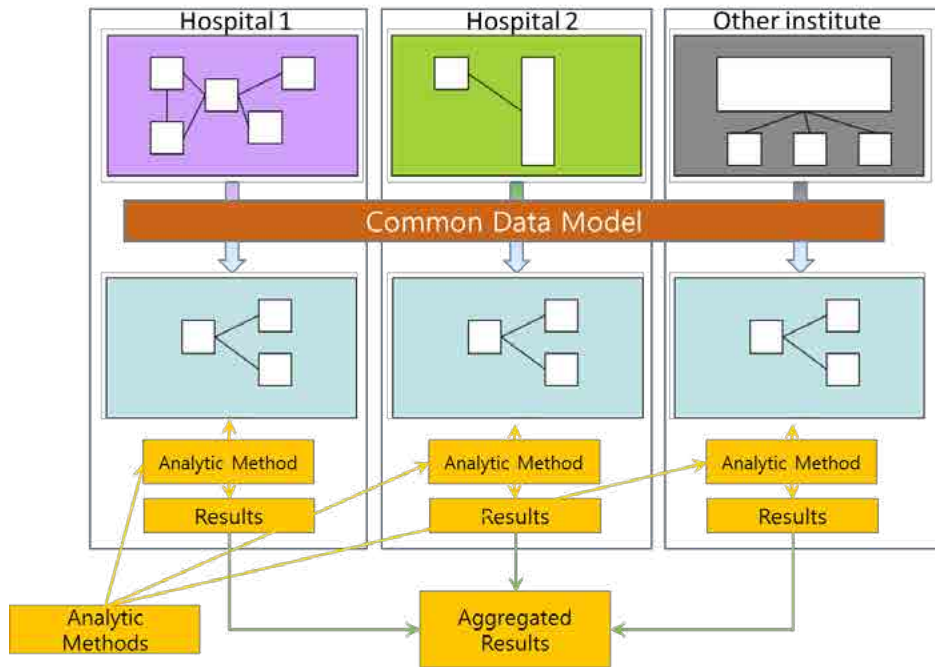 Hospital 1
Hospital 2
Other institute
Common Data Model
Analytic Method
Analytic Method
Analytic Method
Results
Results
Results
Analytic
Methods
Aggregated
Results